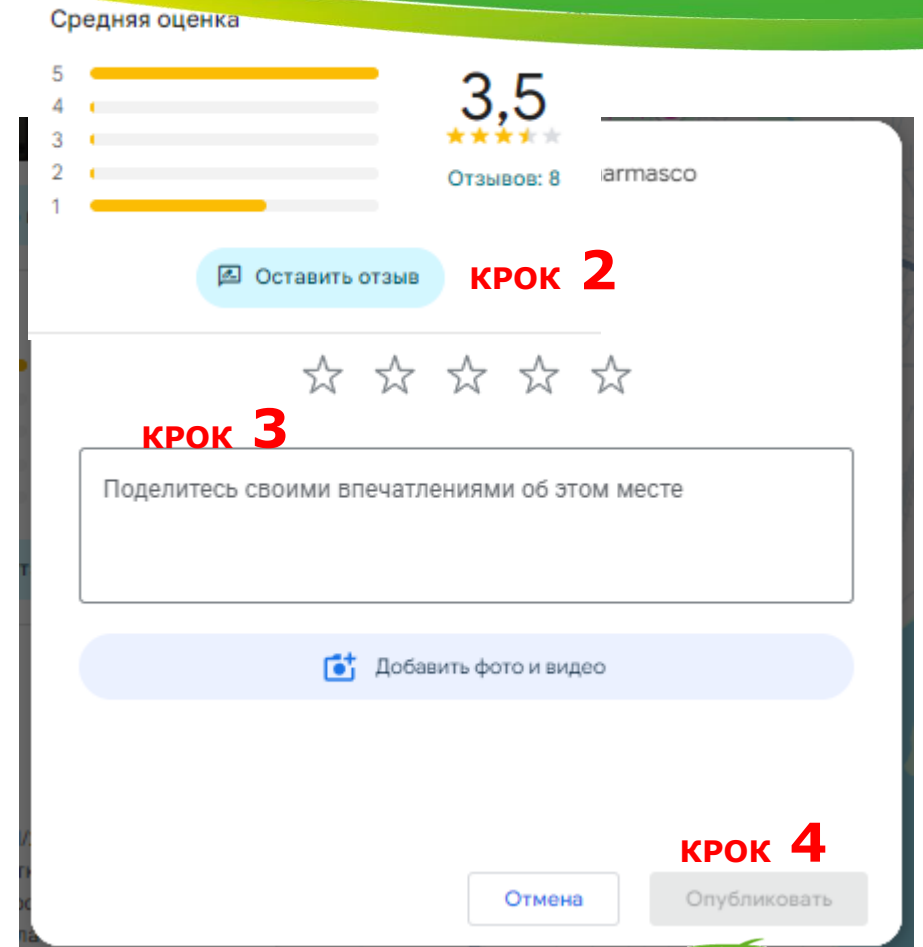 Средняя оценка
5
4
3
2
1
3,5
Отзывов: 8
armasco
Оставить отзыв
крок 2
крок 3
Поделитесь своими впечатлениями об этом месте
Добавить фото и видео
крок 4
Отмена
Опубликовать